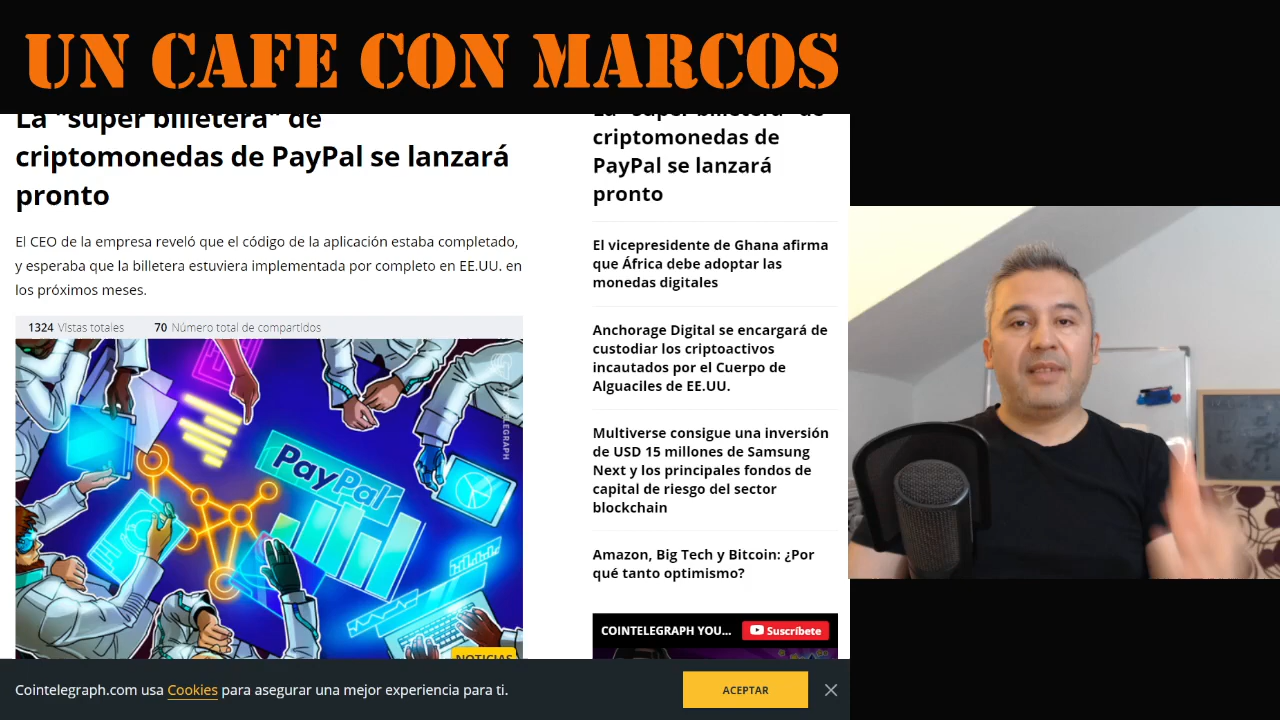 UN CAFE CON MARCOS
La "súper billetera" de
criptomonedas de PayPal se lanzará
pronto
El CEO de la empresa reveló que el código de la aplicación estaba completado,
y esperaba que la billetera estuviera implementada por completo en EE.UU. en
los próximos meses.
1324 Vistas totales 70 Número total de compartidos
PayPal
NOTICIAS
La "súper billetera" de
criptomonedas de
PayPal se lanzará
pronto
El vicepresidente de Ghana afirma
que África debe adoptar las
monedas digitales
Anchorage Digital se encargará de
custodiar los criptoactivos
incautados por el Cuerpo de
Alguaciles de EE.UU.
Multiverse consigue una inversión
de USD 15 millones de Samsung
Next y los principales fondos de
capital de riesgo del sector
blockchain
Amazon, Big Tech y Bitcoin: ¿Por
qué tanto optimismo?
COINTELEGRAPH YOU... Suscríbete
Cointelegraph.com usa Cookies para asegurar una mejor experiencia para ti.
ACEPTAR